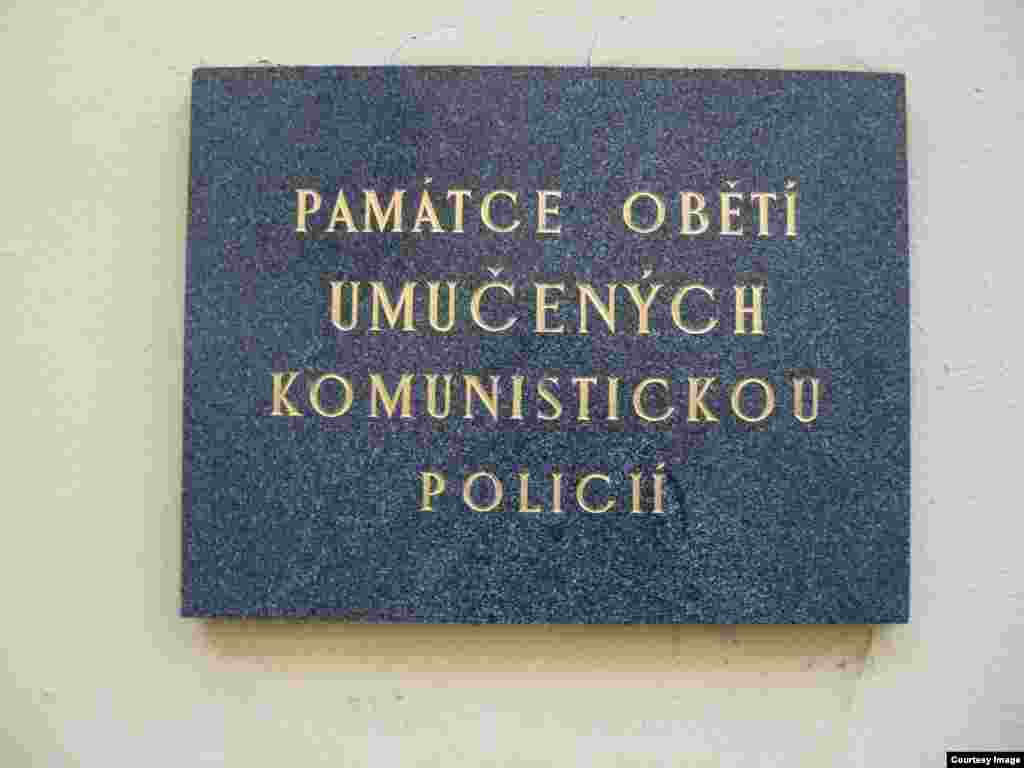 PAMÁTCE OBĚTÍ
UMUČENÝCH
KOMUNISTICKOU
POLICIÍ
Courtesy Image